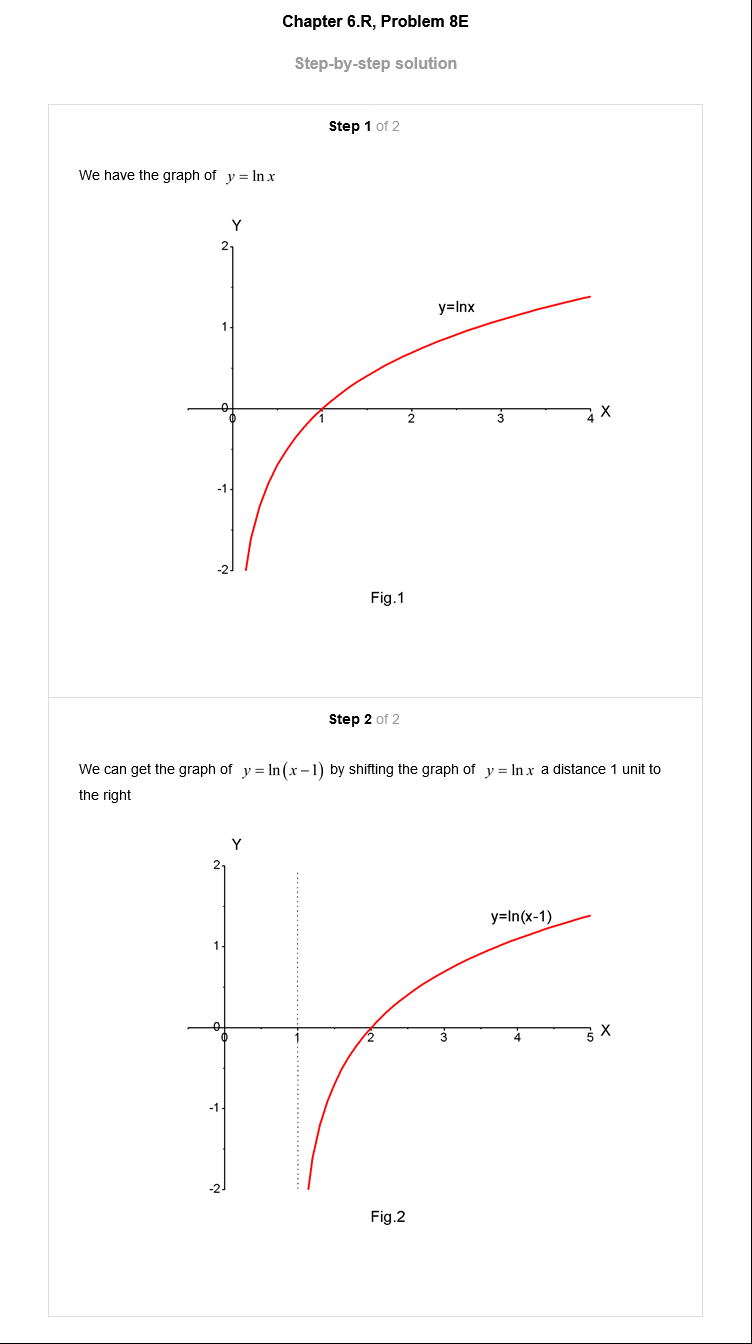 Chapter 6.R, Problem 8E
Step-by-step solution
Step 1 of 2
We have the graph of y = ln x
Y
2
y=lnx
1
0
X
0 1 2 3 4
-1
-2
Fig.1
Step 2 of 2
We can get the graph of y = ln(x−1) by shifting the graph of y = ln x a distance 1 unit to
the right
Y
2
y=ln(x-1)
1
0
X
0 1 2 3 4 5
-1
-2
Fig.2